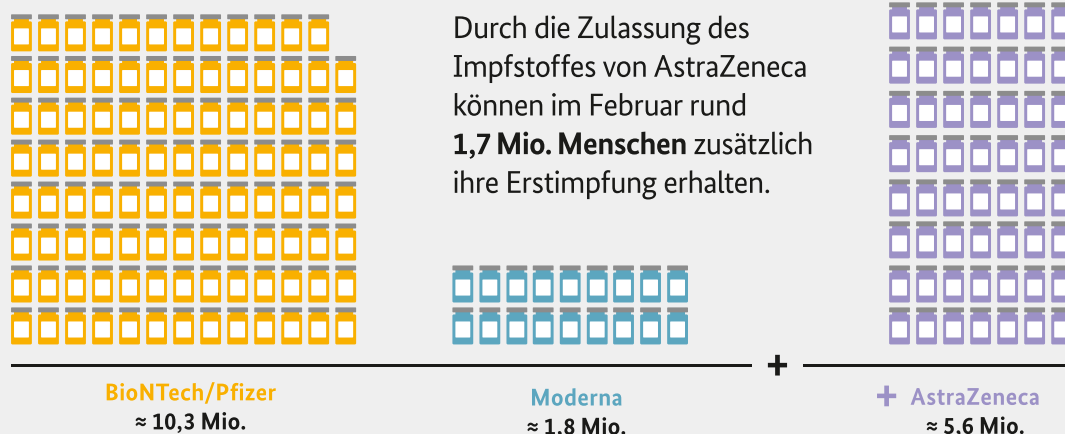 Durch die Zulassung des
Impfstoffes von AstraZeneca
können im Februar rund
1,7 Mio. Menschen zusätzlich
ihre Erstimpfung erhalten.
+
BioNTech/Pfizer
≈ 10,3 Mio.
Moderna
≈ 1,8 Mio.
+ AstraZeneca
≈ 5,6 Mio.